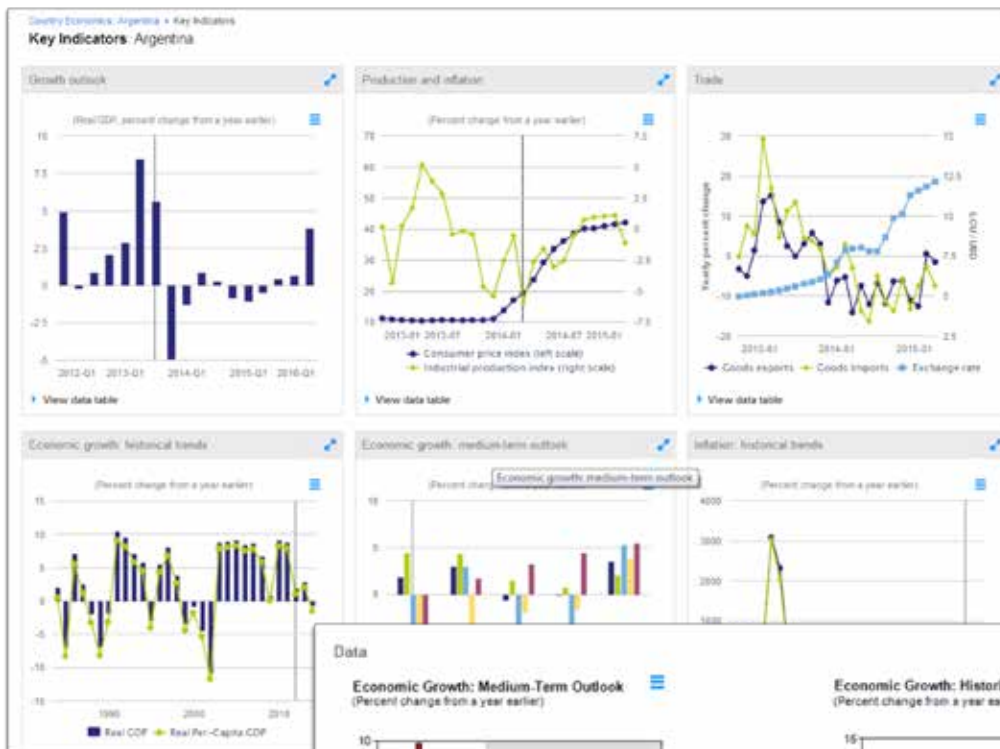 Country Economics: Argentina › Key Indicators
Key Indicators: Argentina
Growth outlook
(Real GDP, percent change from a year earlier)
10
7.5
5
2.5
0
-2.5
-5
2012-Q1 2013-Q1 2014-Q1 2015-Q1 2016-Q1
View data table
Production and inflation
(Percent change from a year earlier)
70
60
50
40
30
20
10
7.5
5
2.5
0
-2.5
-5
-7.5
2013-01 2013-07 2014-01 2014-07 2015-01
Consumer price index (left scale)
Industrial production index (right scale)
View data table
Trade
Yearly percent change
20
10
-10
-20
15
12.5
10
7.5
5
2.5
LCU / USD
2014-01 2015-01
Goods exports Goods Imports Exchange rate
View data table
Economic growth: historical trends
(Percent change from a year earlier)
15
10
5
0
-5
-10
-15
1990 2000 2010
Real GDP Real Per-Capita GDP
Economic growth: medium-term outlook
(Percent chang
Economic growth: medium-term outlook
10
5
0
Inflation: historical trends
(Percent change from a year earlier)
4000
3000
2000
1000
Data
Economic Growth: Medium-Term Outlook
(Percent change from a year earlier)
10
Economic Growth: Histori
(Percent change from a year ea
15